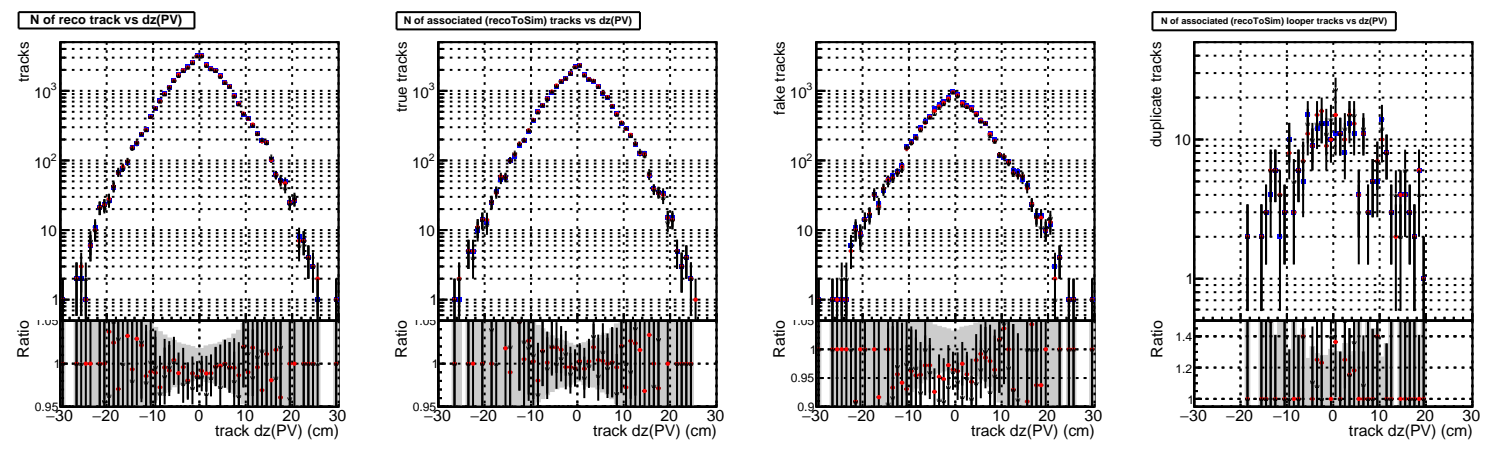 N of reco track vs dz(PV)
tracks
10³
10²
10
1
1.05
Ratio
1
0.95
−30 −20 −10 0 10 20 30
track dz(PV) (cm)
N of associated (recoToSim) tracks vs dz(PV)
true tracks
10³
10²
10
1
1.05
Ratio
1
0.95
−30 −20 −10 0 10 20 30
track dz(PV) (cm)
fake tracks
10³
10²
10
1
Ratio
1
0.95
−30 −20 −10 0 10 20 30
track dz(PV) (cm)
N of associated (recoToSim) looper tracks vs dz(PV)
duplicate tracks
10
1
Ratio
1.4
1.2
1
−30 −20 −10 0 10 20 30
track dz(PV) (cm)